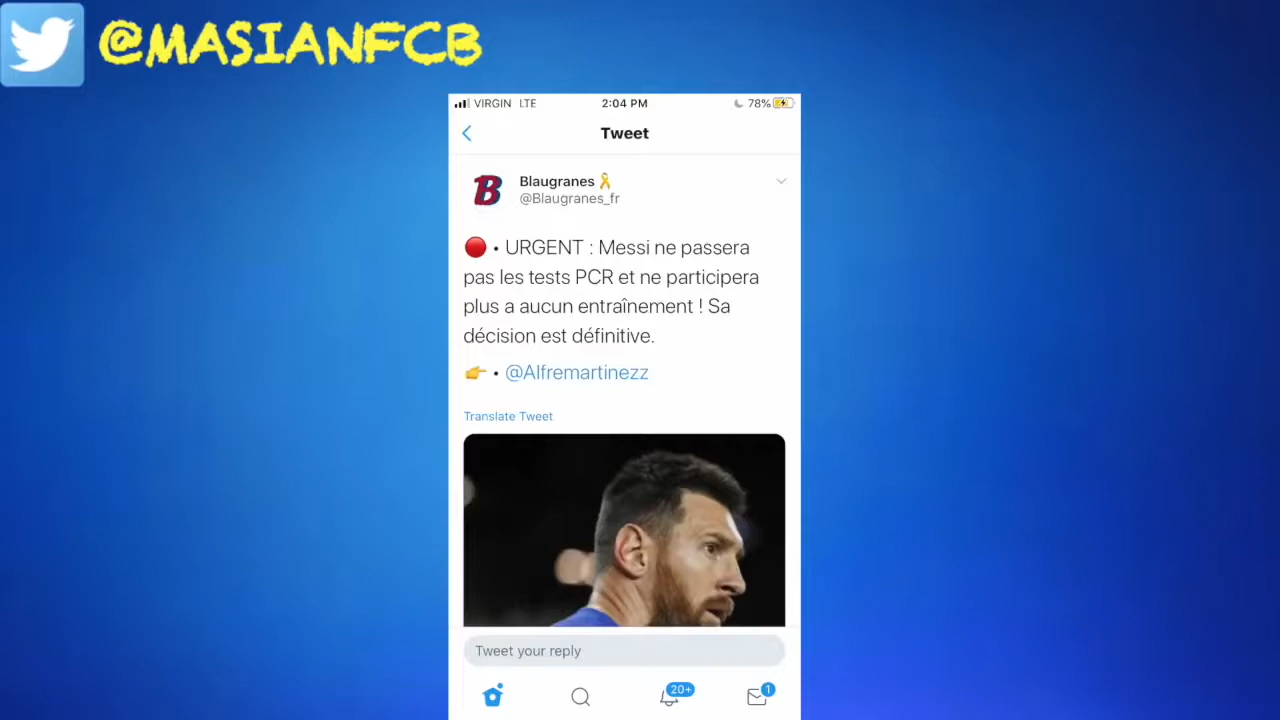 @MASIANFCB
VIRGIN LTE
2:04 PM
78%
Tweet
B
Blaugranes🎗
@Blaugranes_fr
🔴 • URGENT : Messi ne passera
pas les tests PCR et ne participera
plus a aucun entraînement ! Sa
décision est définitive.
👉 • @Alfremartinezz
Translate Tweet
Tweet your reply
20+
1